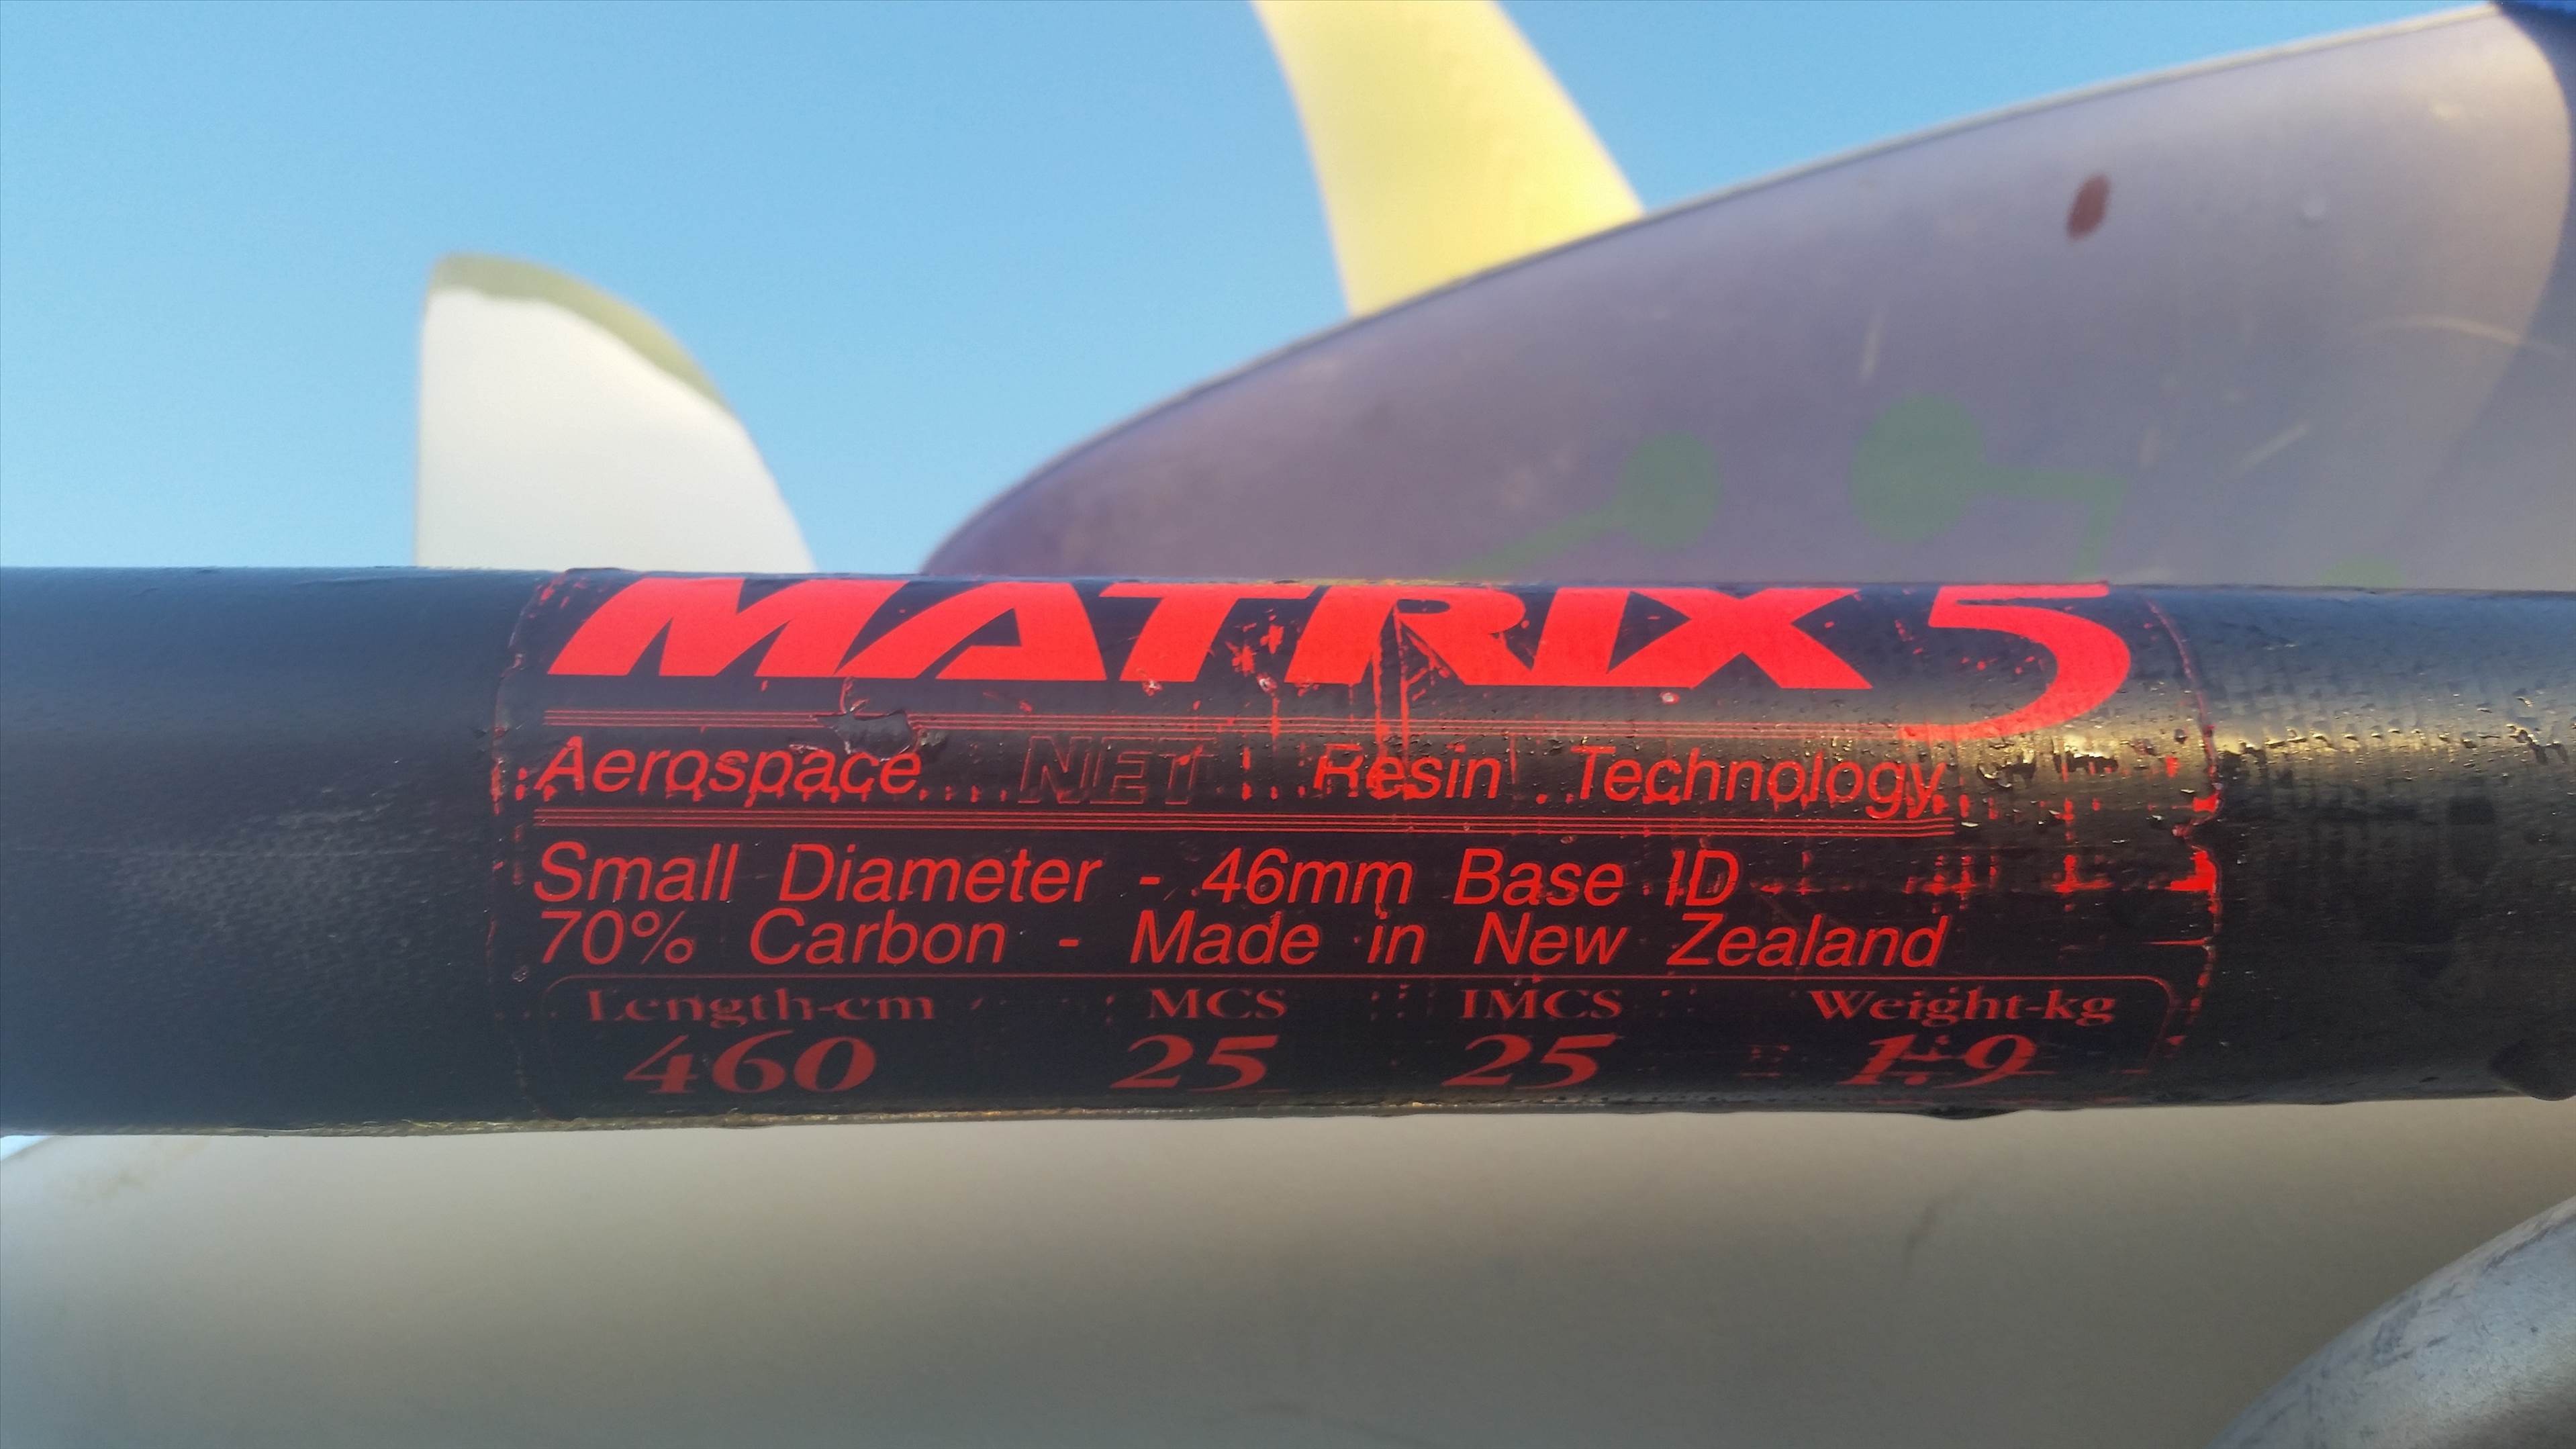 MATRIX 5
Aerospace NET Resin Technology
Small Diameter - 46mm Base ID
70% Carbon - Made in New Zealand
Length-cm MCS IMCS Weight-kg
460 25 25 1.9